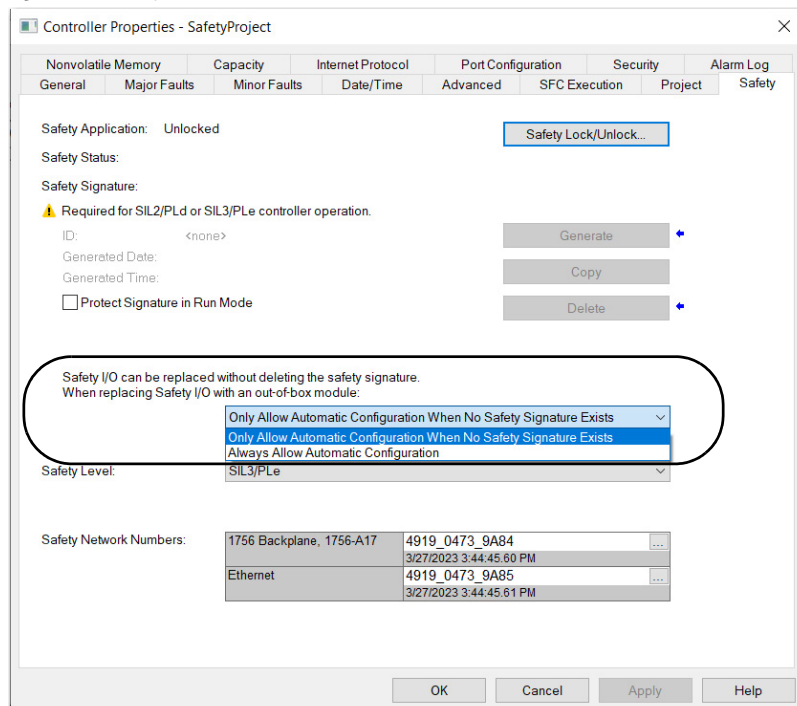 Controller Properties - SafetyProject
Nonvolatile Memory Capacity Internet Protocol Port Configuration Security Alarm Log
General Major Faults Minor Faults Date/Time Advanced SFC Execution Project Safety
Safety Application: Unlocked Safety Lock/Unlock...
Safety Status:
Safety Signature:
Required for SIL2/PLd or SIL3/PLe controller operation.
ID: <none> Generate
Generated Date:
Copy
Generated Time:
Protect Signature in Run Mode Delete
Safety I/O can be replaced without deleting the safety signature.
When replacing Safety I/O with an out-of-box module:
Only Allow Automatic Configuration When No Safety Signature Exists
Only Allow Automatic Configuration When No Safety Signature Exists
Always Allow Automatic Configuration
Safety Level: SIL3/PLe
Safety Network Numbers: 1756 Backplane, 1756-A17 4919_0473_9A84 ...
3/27/2023 3:44:45.60 PM
Ethernet 4919_0473_9A85 ...
3/27/2023 3:44:45.61 PM
OK Cancel Apply Help